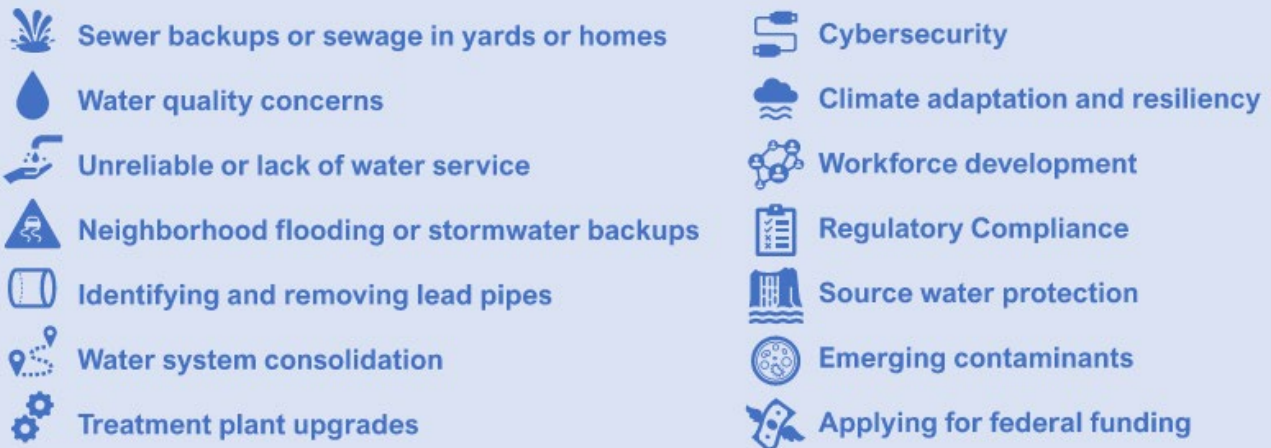 Sewer backups or sewage in yards or homes
Water quality concerns
Unreliable or lack of water service
Neighborhood flooding or stormwater backups
Identifying and removing lead pipes
Water system consolidation
Treatment plant upgrades
Cybersecurity
Climate adaptation and resiliency
Workforce development
Regulatory Compliance
Source water protection
Emerging contaminants
Applying for federal funding